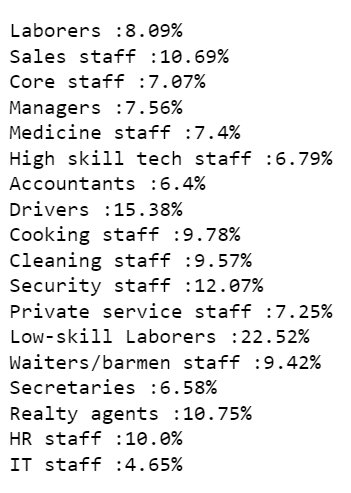 Laborers :8.09%
Sales staff :10.69%
Core staff :7.07%
Managers :7.56%
Medicine staff :7.4%
High skill tech staff :6.79%
Accountants :6.4%
Drivers :15.38%
Cooking staff :9.78%
Cleaning staff :9.57%
Security staff :12.07%
Private service staff :7.25%
Low-skill Laborers :22.52%
Waiters/barmen staff :9.42%
Secretaries :6.58%
Realty agents :10.75%
HR staff :10.0%
IT staff :4.65%